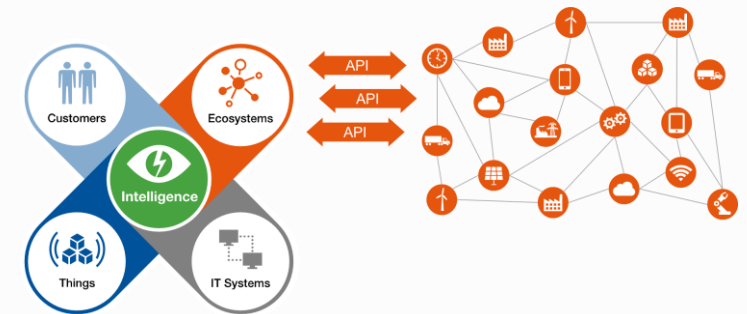 Customers
Ecosystems
Intelligence
Things
IT Systems
API
API
API